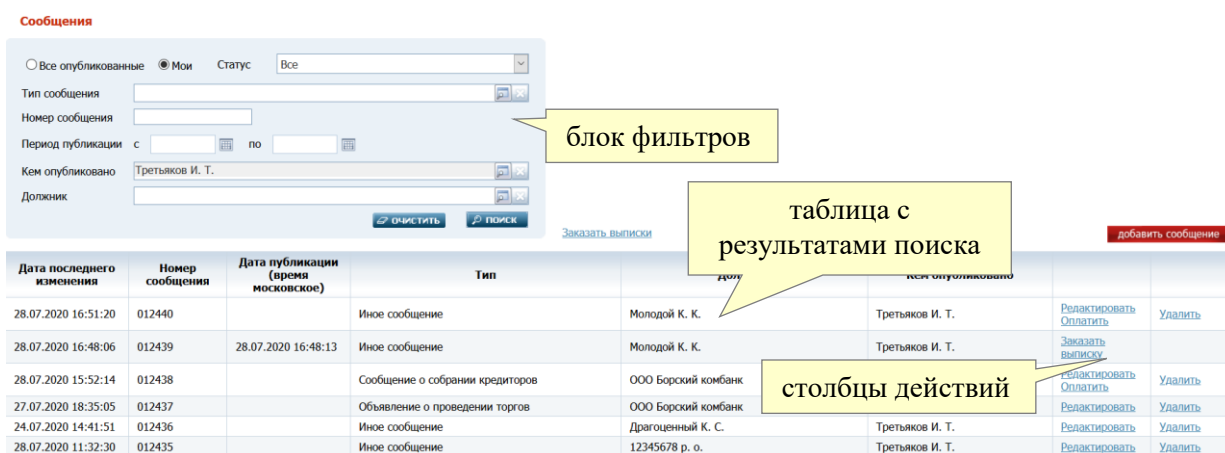 Сообщения
Все опубликованные Мои Статус Все
Тип сообщения
Номер сообщения
Период публикации с по
Кем опубликовано Третьяков И. Т.
Должник
очистить поиск
блок фильтров
таблица с
результатами поиска
Заказать выписки добавить сообщение
Дата последнего изменения Номер сообщения Дата публикации (время московское) Тип Кем опубликовано
28.07.2020 16:51:20 012440 Иное сообщение Молодой К. К. Третьяков И. Т. Редактировать Оплатить Удалить
28.07.2020 16:48:06 012439 28.07.2020 16:48:13 Иное сообщение Молодой К. К. Третьяков И. Т. Заказать выписку
28.07.2020 15:52:14 012438 Сообщение о собрании кредиторов ООО Борский комбанк Редактировать Оплатить Удалить
столбцы действий
27.07.2020 18:35:05 012437 Объявление о проведении торгов ООО Борский комбанк Редактировать Удалить
24.07.2020 14:41:51 012436 Иное сообщение Драгоценный К. С. Третьяков И. Т. Редактировать Удалить
28.07.2020 11:32:30 012435 Иное сообщение 12345678 р. о. Третьяков И. Т. Редактировать Удалить